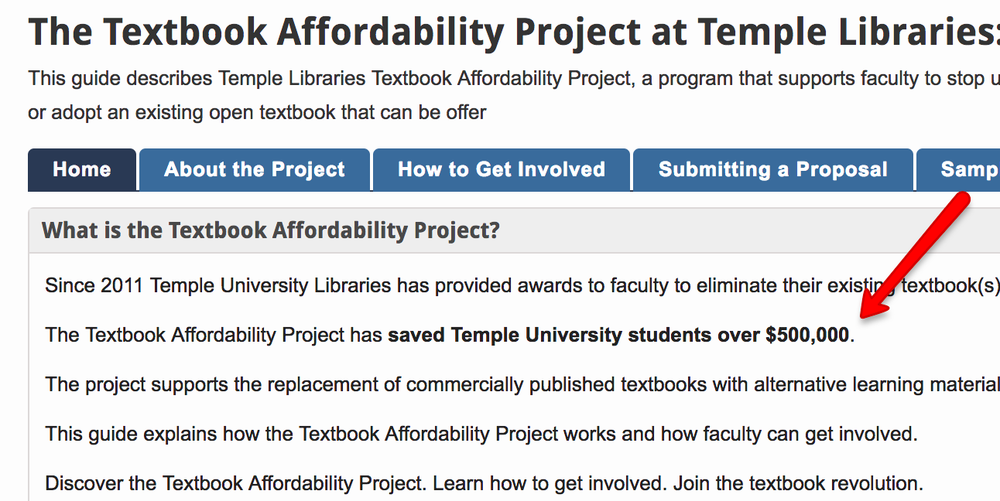 The Textbook Affordability Project at Temple Libraries:
This guide describes Temple Libraries Textbook Affordability Project, a program that supports faculty to stop u
or adopt an existing open textbook that can be offer
Home About the Project How to Get Involved Submitting a Proposal Samp
What is the Textbook Affordability Project?
Since 2011 Temple University Libraries has provided awards to faculty to eliminate their existing textbook(s)
The Textbook Affordability Project has saved Temple University students over $500,000.
The project supports the replacement of commercially published textbooks with alternative learning material
This guide explains how the Textbook Affordability Project works and how faculty can get involved.
Discover the Textbook Affordability Project. Learn how to get involved. Join the textbook revolution.